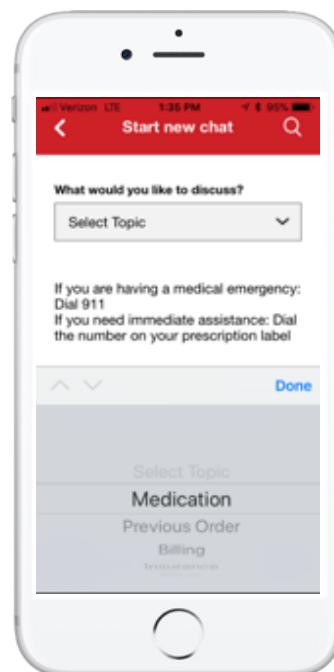 Verizon LTE 1:35 PM 95%
Start new chat
What would you like to discuss?
Select Topic
If you are having a medical emergency:
Dial 911
If you need immediate assistance: Dial
the number on your prescription label
Done
Select Topic
Medication
Previous Order
Billing
Insurance